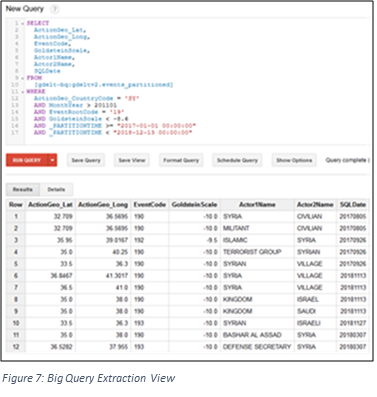 New Query ?
1 SELECT
2 ActionGeo_Lat,
3 ActionGeo_Long,
4 EventCode,
5 GoldsteinScale,
6 Actor1Name,
7 Actor2Name,
8 SQLDate
9 FROM
10 [gdelt-bq:gdeltv2.events_partitioned]
11 WHERE
12 ActionGeo_CountryCode = "SY"
13 AND MonthYear > 201101
14 AND EventRootCode = '19'
15 AND GoldsteinScale < -8.6
16 AND _PARTITIONTIME >= "2017-01-01 00:00:00"
17 AND _PARTITIONTIME < "2018-12-13 00:00:00"
RUN QUERY Save Query Save View Format Query Schedule Query Show Options Query complete (
Results Details
Row ActionGeo_Lat ActionGeo_Long EventCode GoldsteinScale Actor1Name Actor2Name SQLDate
1 32.709 36.5695 190 -10.0 SYRIA CIVILIAN 20170805
2 32.709 36.5695 190 -10.0 MILITANT CIVILIAN 20170805
3 35.95 39.0167 192 -9.5 ISLAMIC SYRIA 20170926
4 35.0 40.25 190 -10.0 TERRORIST GROUP SYRIAN 20170926
5 33.5 36.3 190 -10.0 SYRIAN VILLAGE 20170926
6 36.8467 41.3017 190 -10.0 SYRIA VILLAGE 20181113
7 36.5 41.0 190 -10.0 SYRIA VILLAGE 20181113
8 35.0 38.0 190 -10.0 KINGDOM ISRAEL 20181113
9 35.0 38.0 190 -10.0 KINGDOM SAUDI 20181113
10 33.5 36.3 193 -10.0 SYRIAN ISRAELI 20181127
11 35.0 38.0 190 -10.0 BASHAR AL ASSAD SYRIA 20180307
12 36.5282 37.955 193 -10.0 DEFENSE SECRETARY SYRIA 20180307
Figure 7: Big Query Extraction View